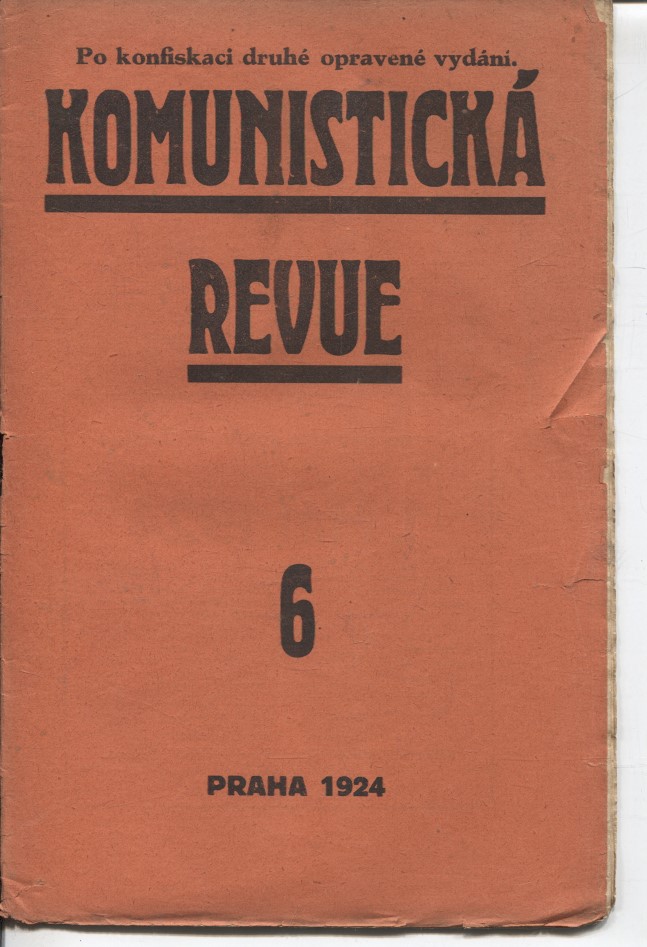 Po konfiskaci druhé opravené vydání.
KOMUNISTICKÁ
REVUE
6
PRAHA 1924